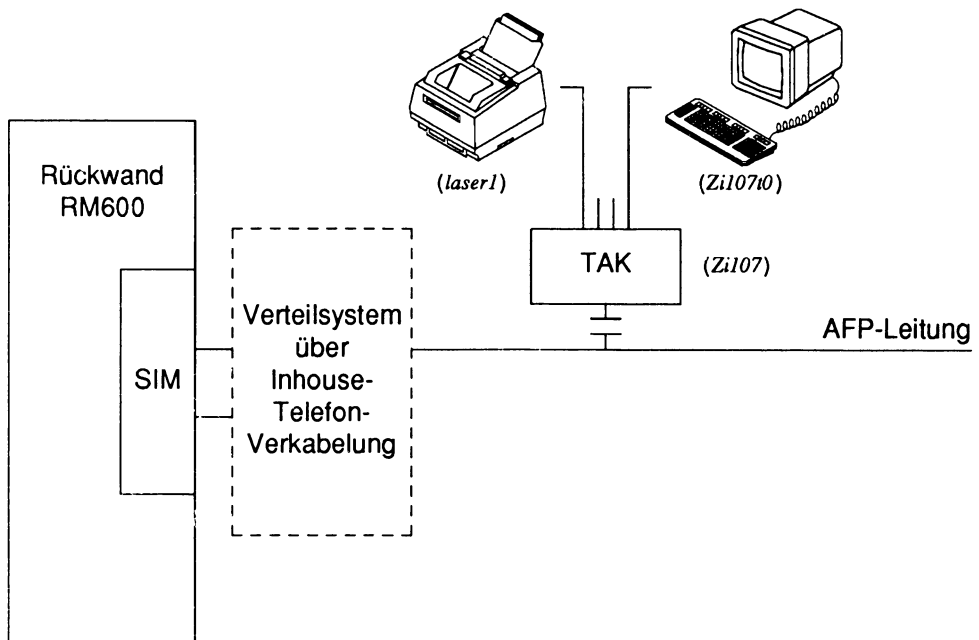 (laser1)
(Zi107t0)
Rückwand
RM600
TAK
(Zi107)
Verteilsystem
über
Inhouse-
Telefon-
Verkabelung
AFP-Leitung
SIM